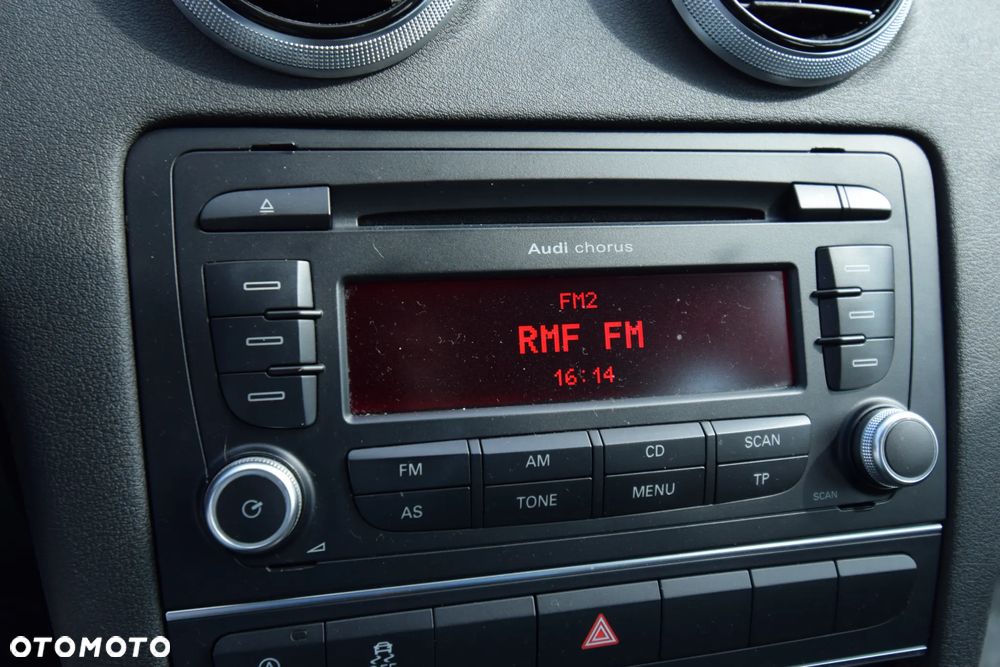 Audi chorus
FM2
RMF FM
16:14
FM
AM
CD
SCAN
AS
TONE
MENU
TP
SCAN
OTOMOTO